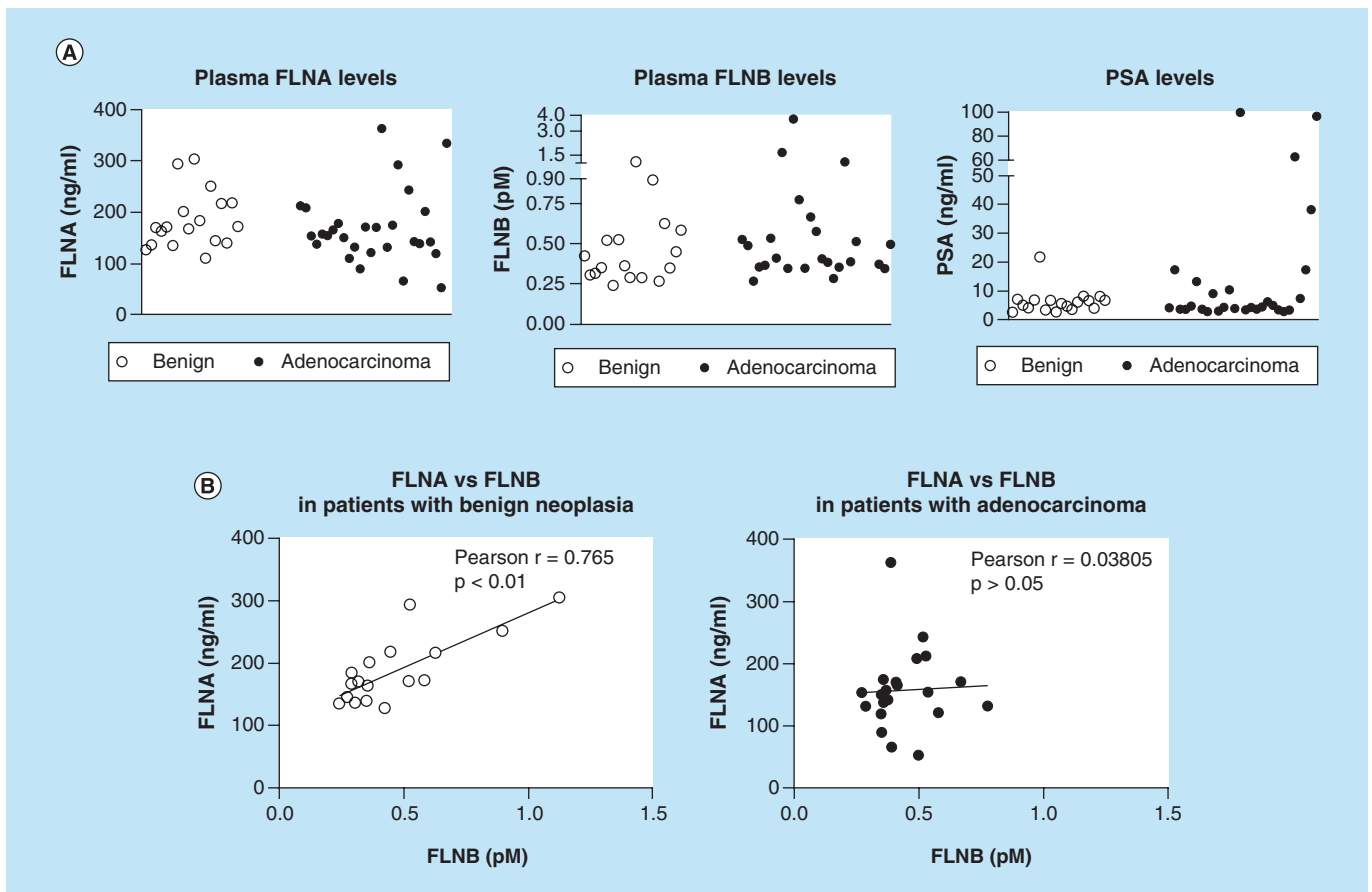 A
Plasma FLNA levels
FLNA (ng/ml)
400
300
200
100
0
Benign Adenocarcinoma
Plasma FLNB levels
FLNB (pM)
4.0
3.0
1.5
0.90
0.75
0.50
0.25
0.00
Benign Adenocarcinoma
PSA levels
PSA (ng/ml)
100
80
60
50
40
30
20
10
0
Benign Adenocarcinoma
B
FLNA vs FLNB
in patients with benign neoplasia
Pearson r = 0.765
p < 0.01
FLNA (ng/ml)
400
300
200
100
0
0.0 0.5 1.0 1.5
FLNB (pM)
FLNA vs FLNB
in patients with adenocarcinoma
Pearson r = 0.03805
p > 0.05
FLNA (ng/ml)
400
300
200
100
0
0.0 0.5 1.0 1.5
FLNB (pM)